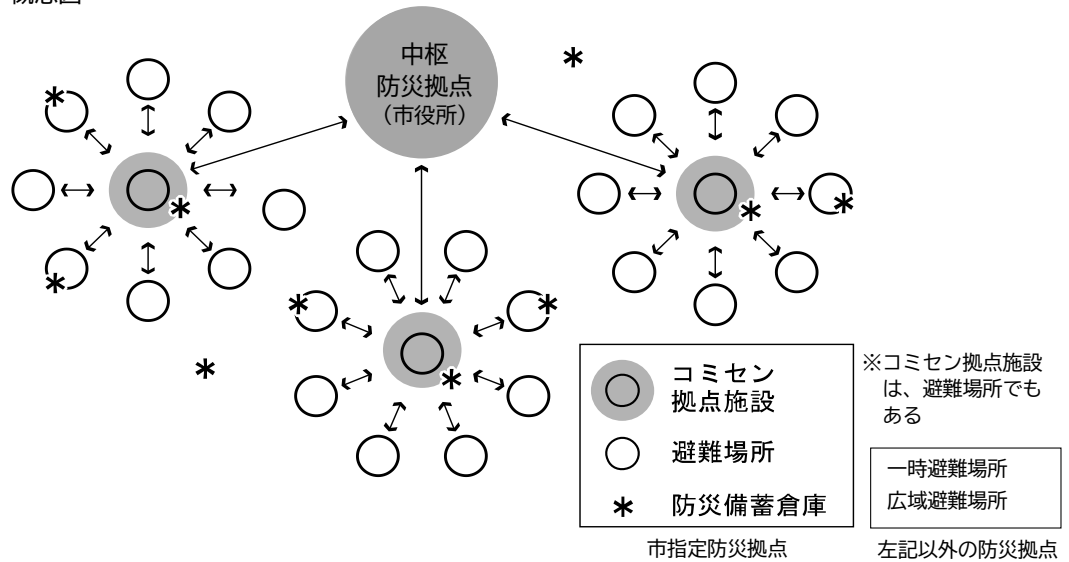 中枢
防災拠点
(市役所)
コミセン
拠点施設
避難場所
防災備蓄倉庫
市指定防災拠点
※コミセン拠点施設
は、避難場所でも
ある
一時避難場所
広域避難場所
左記以外の防災拠点